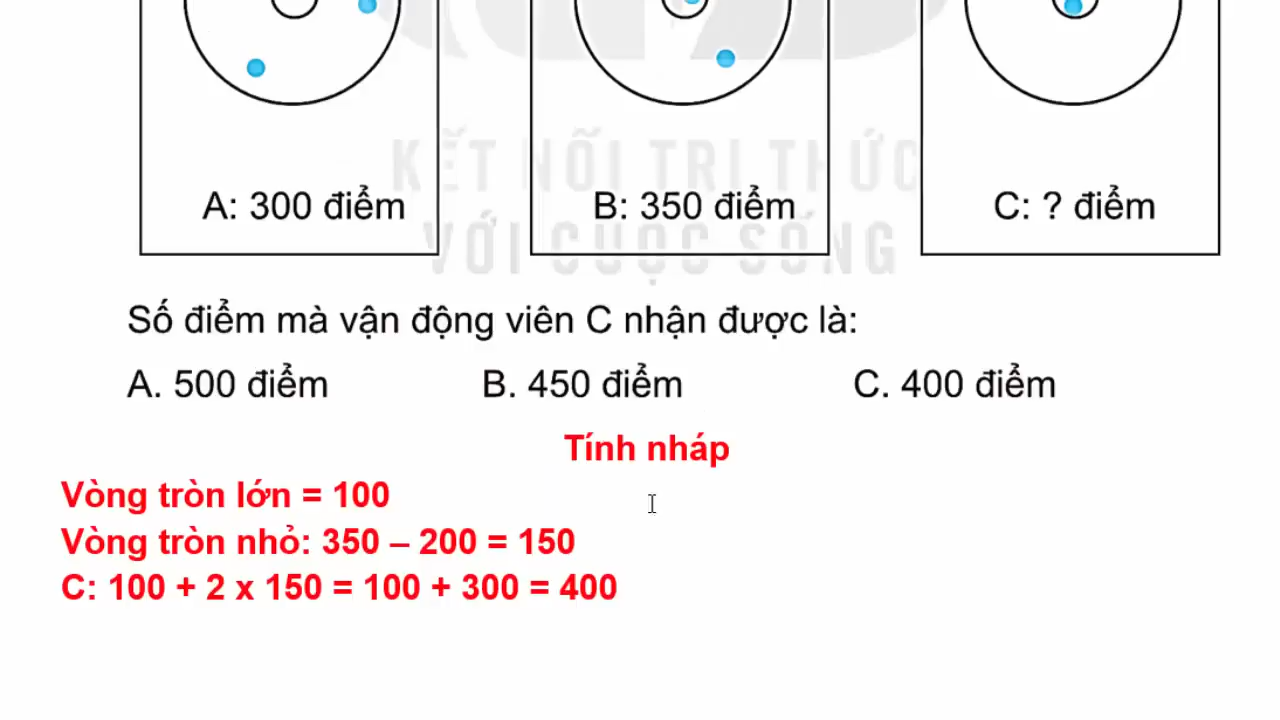 KẾT NỐI TRI THỨC
A: 300 điểm
B: 350 điểm
C: ? điểm
VỚI CUỘC SỐNG
Số điểm mà vận động viên C nhận được là:
A. 500 điểm B. 450 điểm C. 400 điểm
Tính nháp
Vòng tròn lớn = 100
Vòng tròn nhỏ: 350 – 200 = 150
C: 100 + 2 x 150 = 100 + 300 = 400